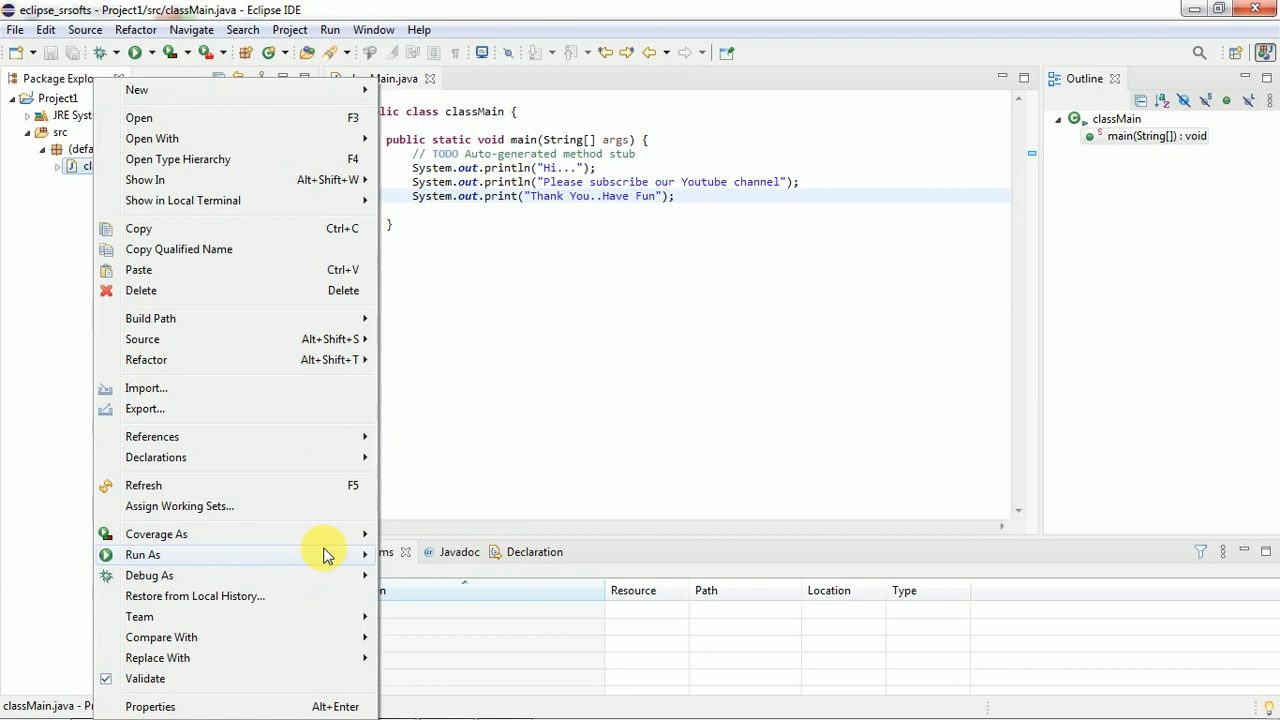 eclipse_srsofts - Project1/src/classMain.java - Eclipse IDE
File Edit Source Refactor Navigate Search Project Run Window Help
Package Explo
Main.java
Outline
Project1
JRE Syst
src
(defa
cl
New
Open F3
Open With
Open Type Hierarchy F4
Show In Alt+Shift+W
Show in Local Terminal
Copy Ctrl+C
Copy Qualified Name
Paste Ctrl+V
Delete Delete
Build Path
Source Alt+Shift+S
Refactor Alt+Shift+T
Import...
Export...
References
Declarations
Refresh F5
Assign Working Sets...
Coverage As
Run As
Debug As
Restore from Local History...
Team
Compare With
Replace With
Validate
Properties Alt+Enter
lic class classMain {
public static void main(String[] args) {
// TODO Auto-generated method stub
System.out.println("Hi...");
System.out.println("Please subscribe our Youtube channel");
System.out.print("Thank You..Have Fun");
}
classMain
main(String[]) : void
ms @ Javadoc Declaration
n Resource Path Location Type
classMain.java - P